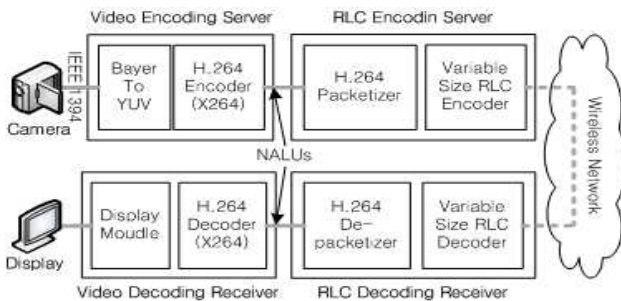 Video Encoding Server
RLC Encodin Server
IEEE 1394
Bayer
To
YUV
H.264
Encoder
(X264)
H.264
Packetizer
Variable
Size RLC
Encoder
Camera
NALUs
Wireless Network
Display
Moudle
H.264
Decoder
(X264)
H.264
De-
packetizer
Variable
Size RLC
Decoder
Display
Video Decoding Receiver
RLC Decoding Receiver